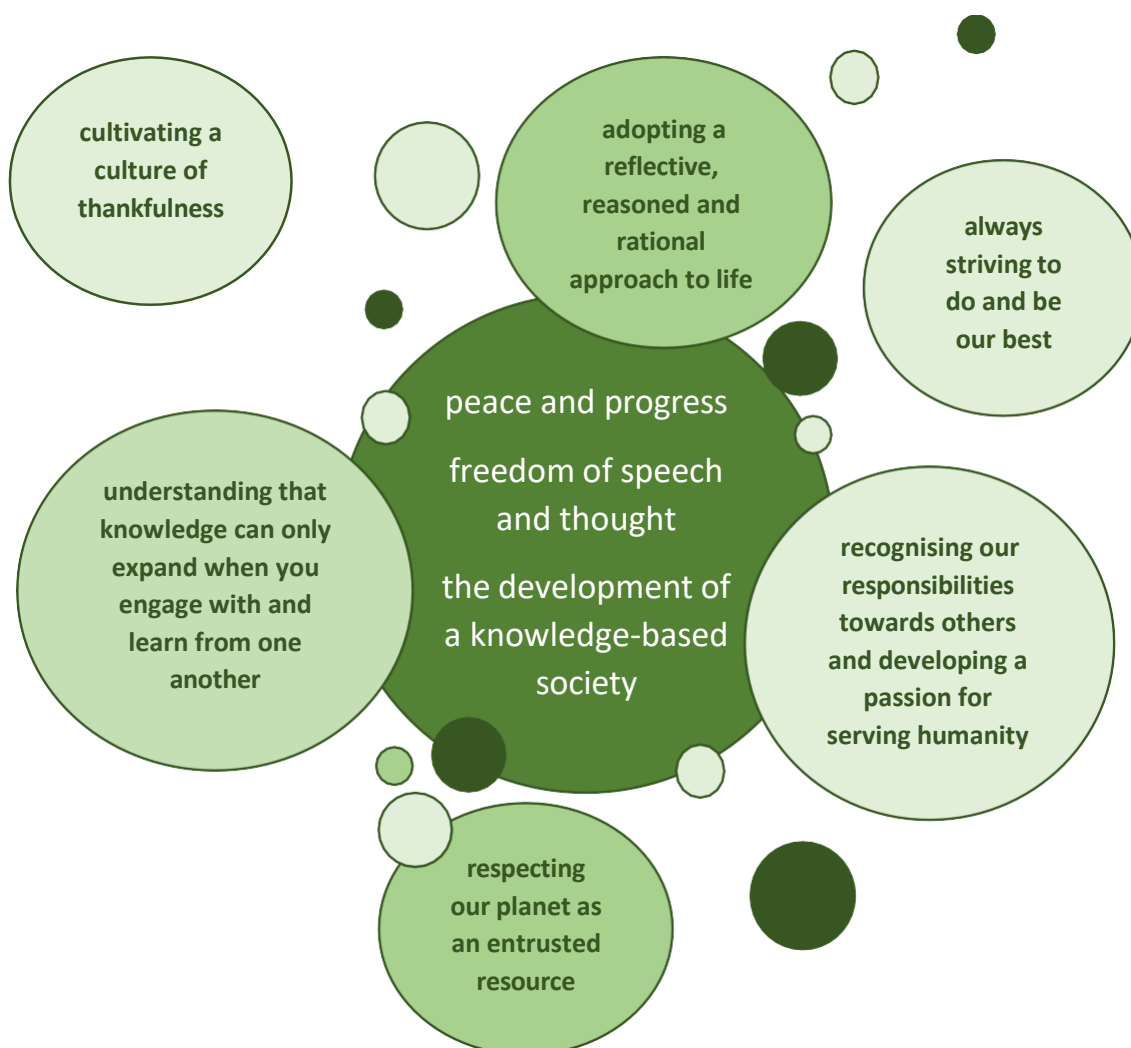 cultivating a
culture of
thankfulness
adopting a
reflective,
reasoned and
rational
approach to life
always
striving to
do and be
our best
peace and progress
freedom of speech
and thought
the development of
a knowledge-based
society
understanding that
knowledge can only
expand when you
engage with and
learn from one
another
recognising our
responsibilities
towards others
and developing a
passion for
serving humanity
respecting
our planet as
an entrusted
resource